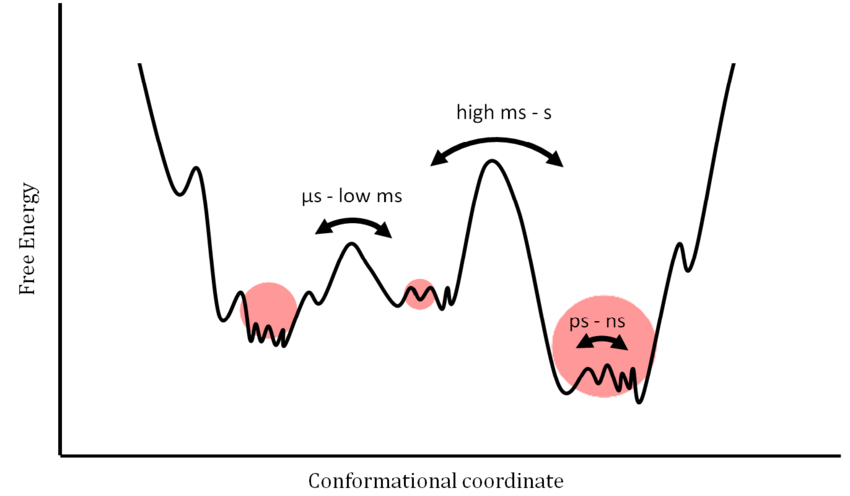 high ms - s
μs - low ms
Free Energy
ps - ns
Conformational coordinate